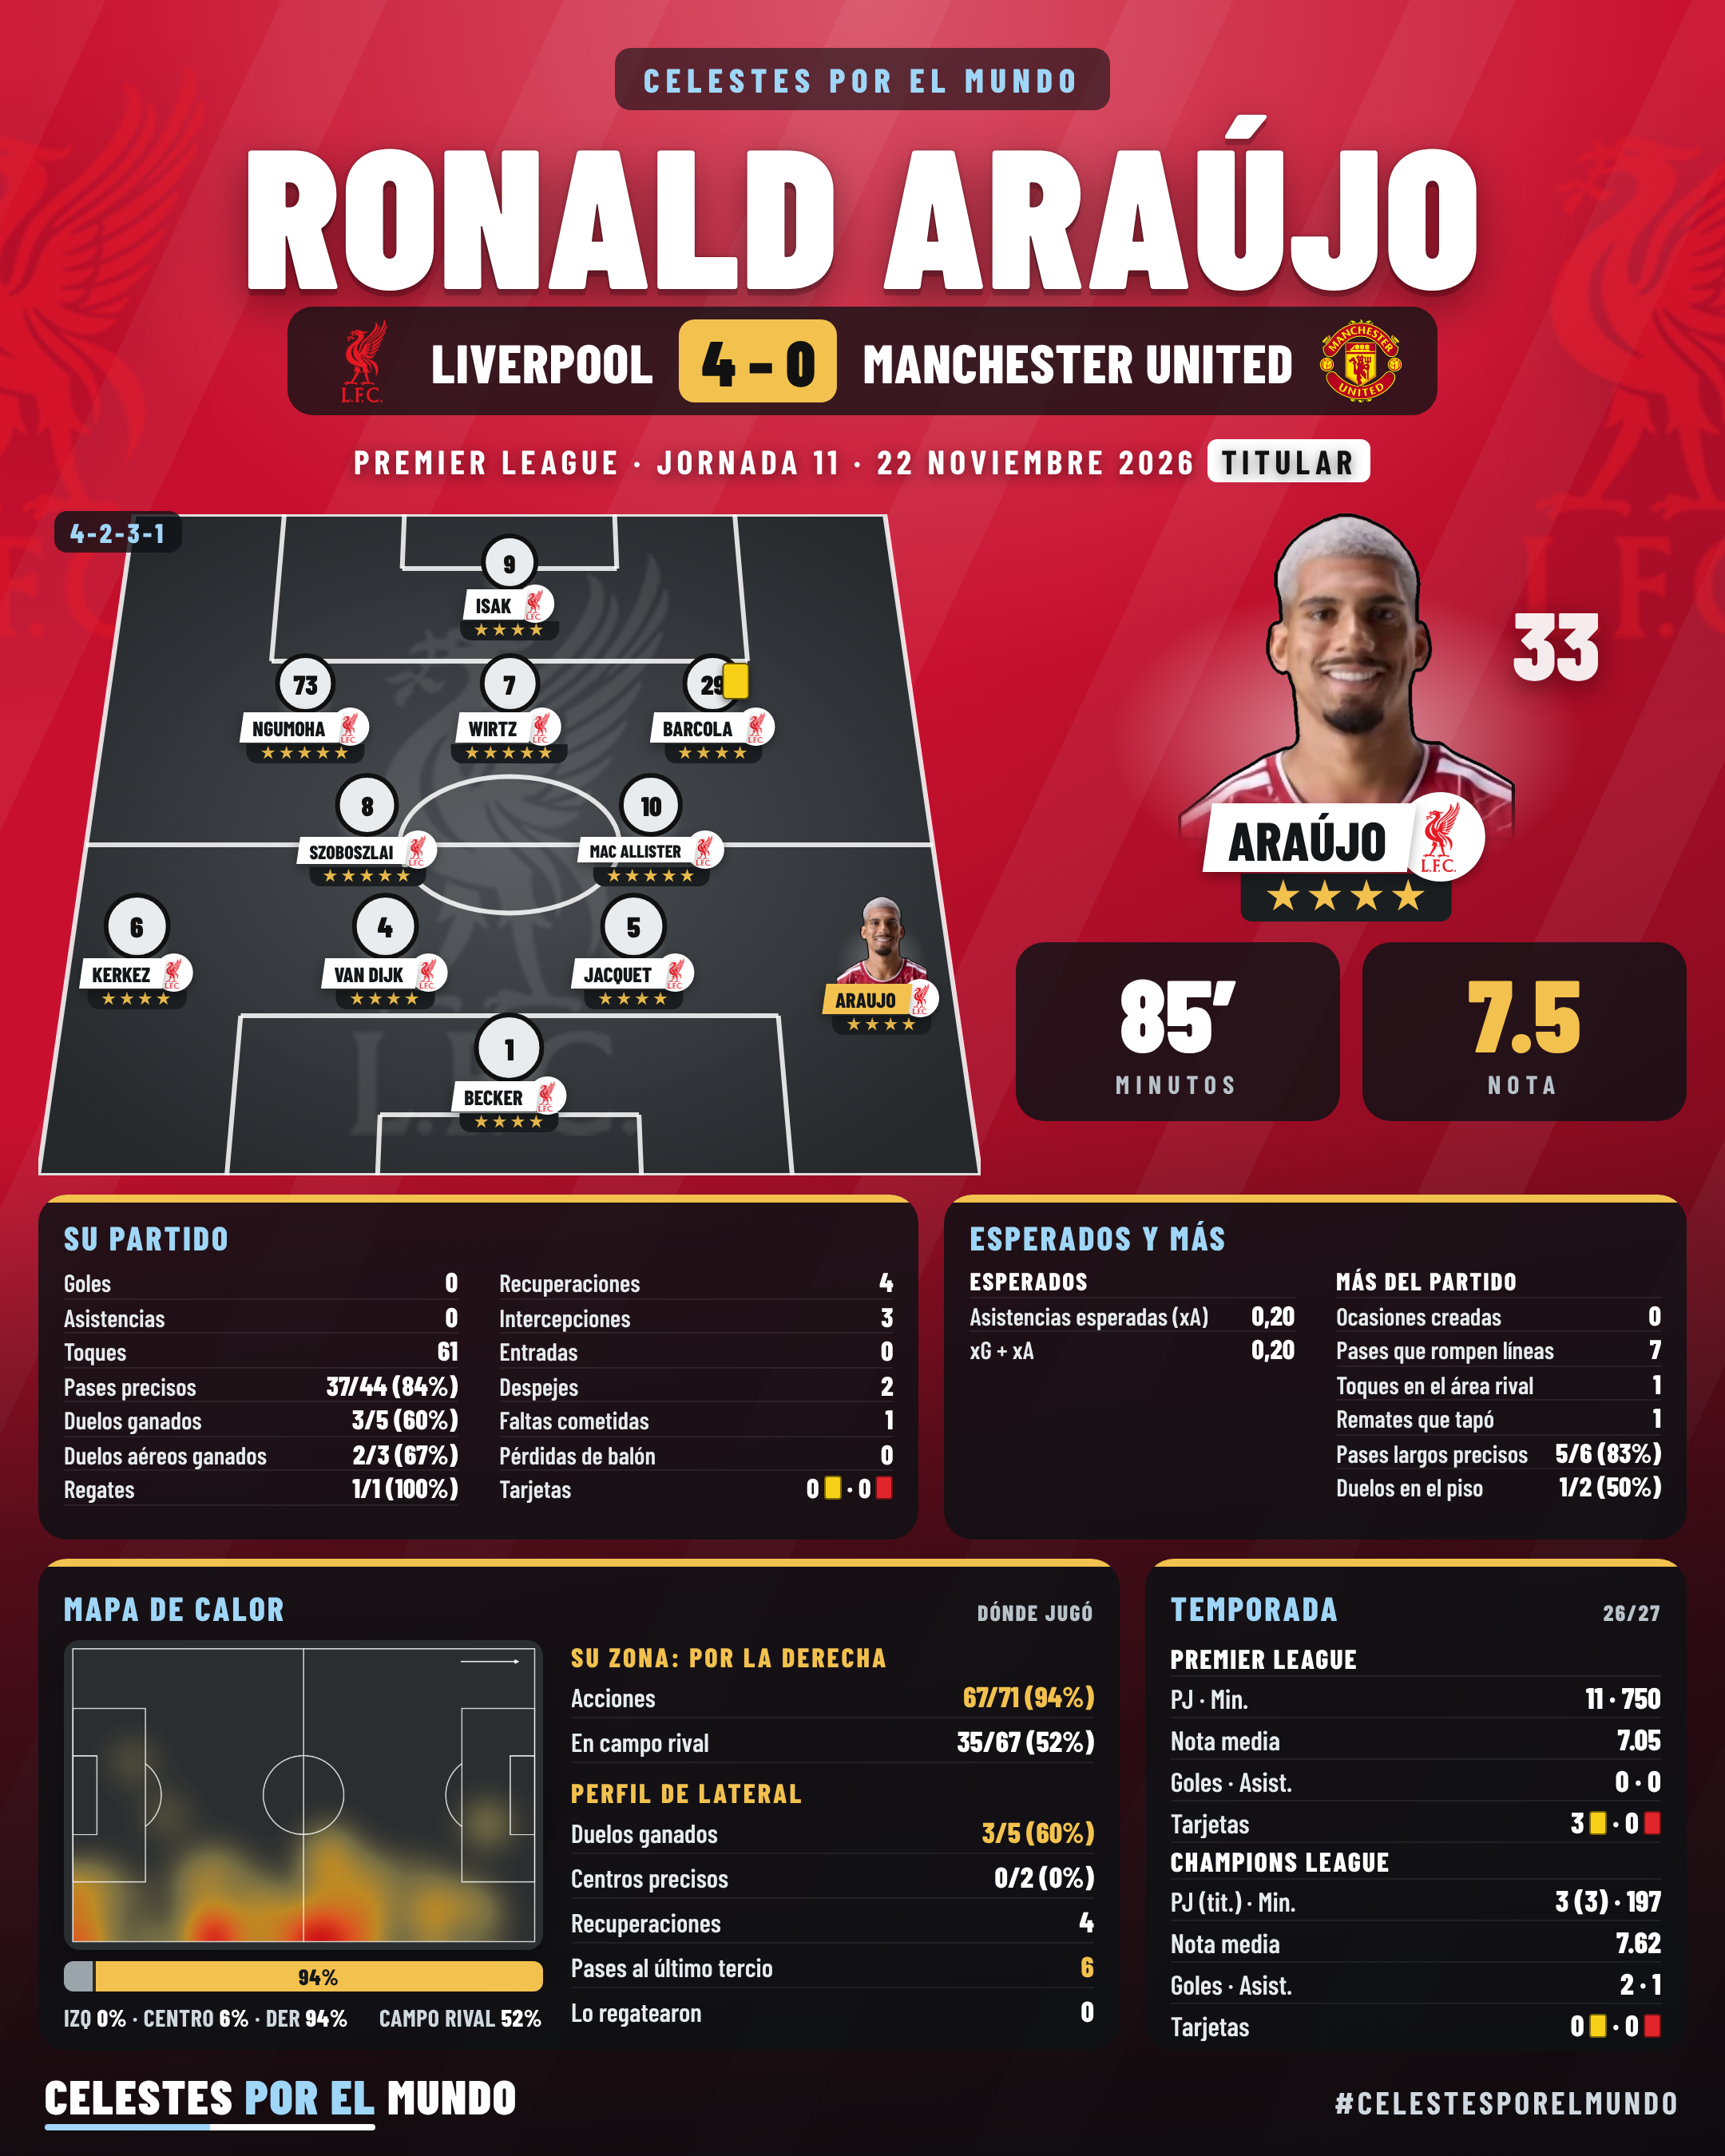 CELESTES POR EL MUNDO
RONALD ARAÚJO
L.F.C. LIVERPOOL 4 - 0 MANCHESTER UNITED MANCHESTER UNITED
PREMIER LEAGUE · JORNADA 11 · 22 NOVIEMBRE 2026 TITULAR
4-2-3-1
9
ISAK
73 7 29
NGUMOHA WIRTZ BARCOLA
8 10
SZOBOSZLAI MAC ALLISTER
6 4 5
KERKEZ VAN DIJK JACQUET ARAUJO
1
BECKER
L.F.C.
33
ARAÚJO L.F.C.
85’ 7.5
MINUTOS NOTA
SU PARTIDO
Goles 0
Asistencias 0
Toques 61
Pases precisos 37/44 (84%)
Duelos ganados 3/5 (60%)
Duelos aéreos ganados 2/3 (67%)
Regates 1/1 (100%)
Recuperaciones 4
Intercepciones 3
Entradas 0
Despejes 2
Faltas cometidas 1
Pérdidas de balón 0
Tarjetas 0 · 0
ESPERADOS Y MÁS
ESPERADOS
Asistencias esperadas (xA) 0,20
xG + xA 0,20
MÁS DEL PARTIDO
Ocasiones creadas 0
Pases que rompen líneas 7
Toques en el área rival 1
Remates que tapó 1
Pases largos precisos 5/6 (83%)
Duelos en el piso 1/2 (50%)
MAPA DE CALOR DÓNDE JUGÓ
94%
IZQ 0% · CENTRO 6% · DER 94% CAMPO RIVAL 52%
SU ZONA: POR LA DERECHA
Acciones 67/71 (94%)
En campo rival 35/67 (52%)
PERFIL DE LATERAL
Duelos ganados 3/5 (60%)
Centros precisos 0/2 (0%)
Recuperaciones 4
Pases al último tercio 6
Lo regatearon 0
TEMPORADA 26/27
PREMIER LEAGUE
PJ · Min. 11 · 750
Nota media 7.05
Goles · Asist. 0 · 0
Tarjetas 3 · 0
CHAMPIONS LEAGUE
PJ (tit.) · Min. 3 (3) · 197
Nota media 7.62
Goles · Asist. 2 · 1
Tarjetas 0 · 0
CELESTES POR EL MUNDO
#CELESTESPORELMUNDO